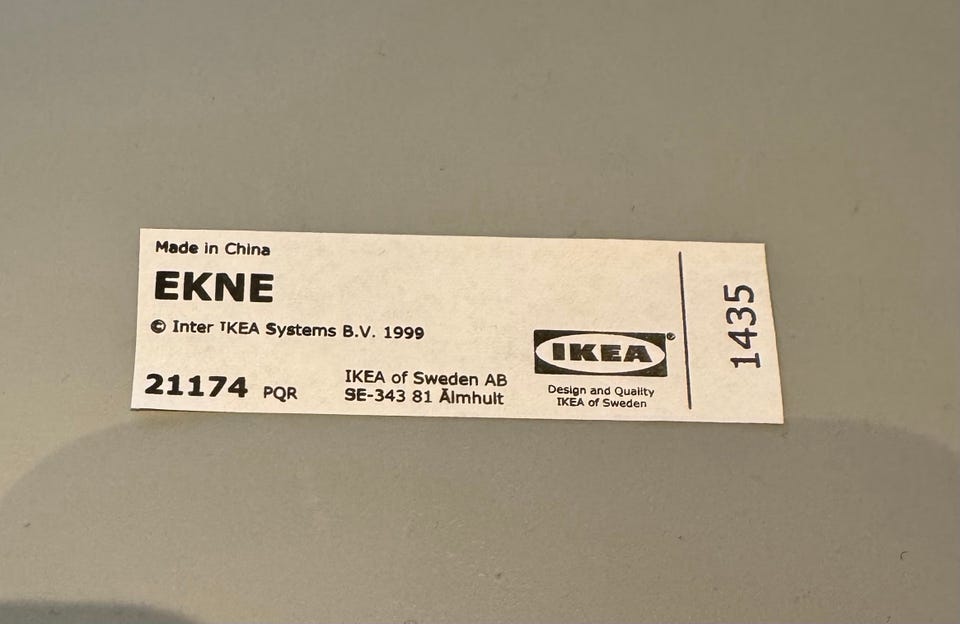 Made in China
EKNE
© Inter IKEA Systems B.V. 1999
21174 PQR
IKEA of Sweden AB
SE-343 81 Älmhult
IKEA®
Design and Quality
IKEA of Sweden
1435